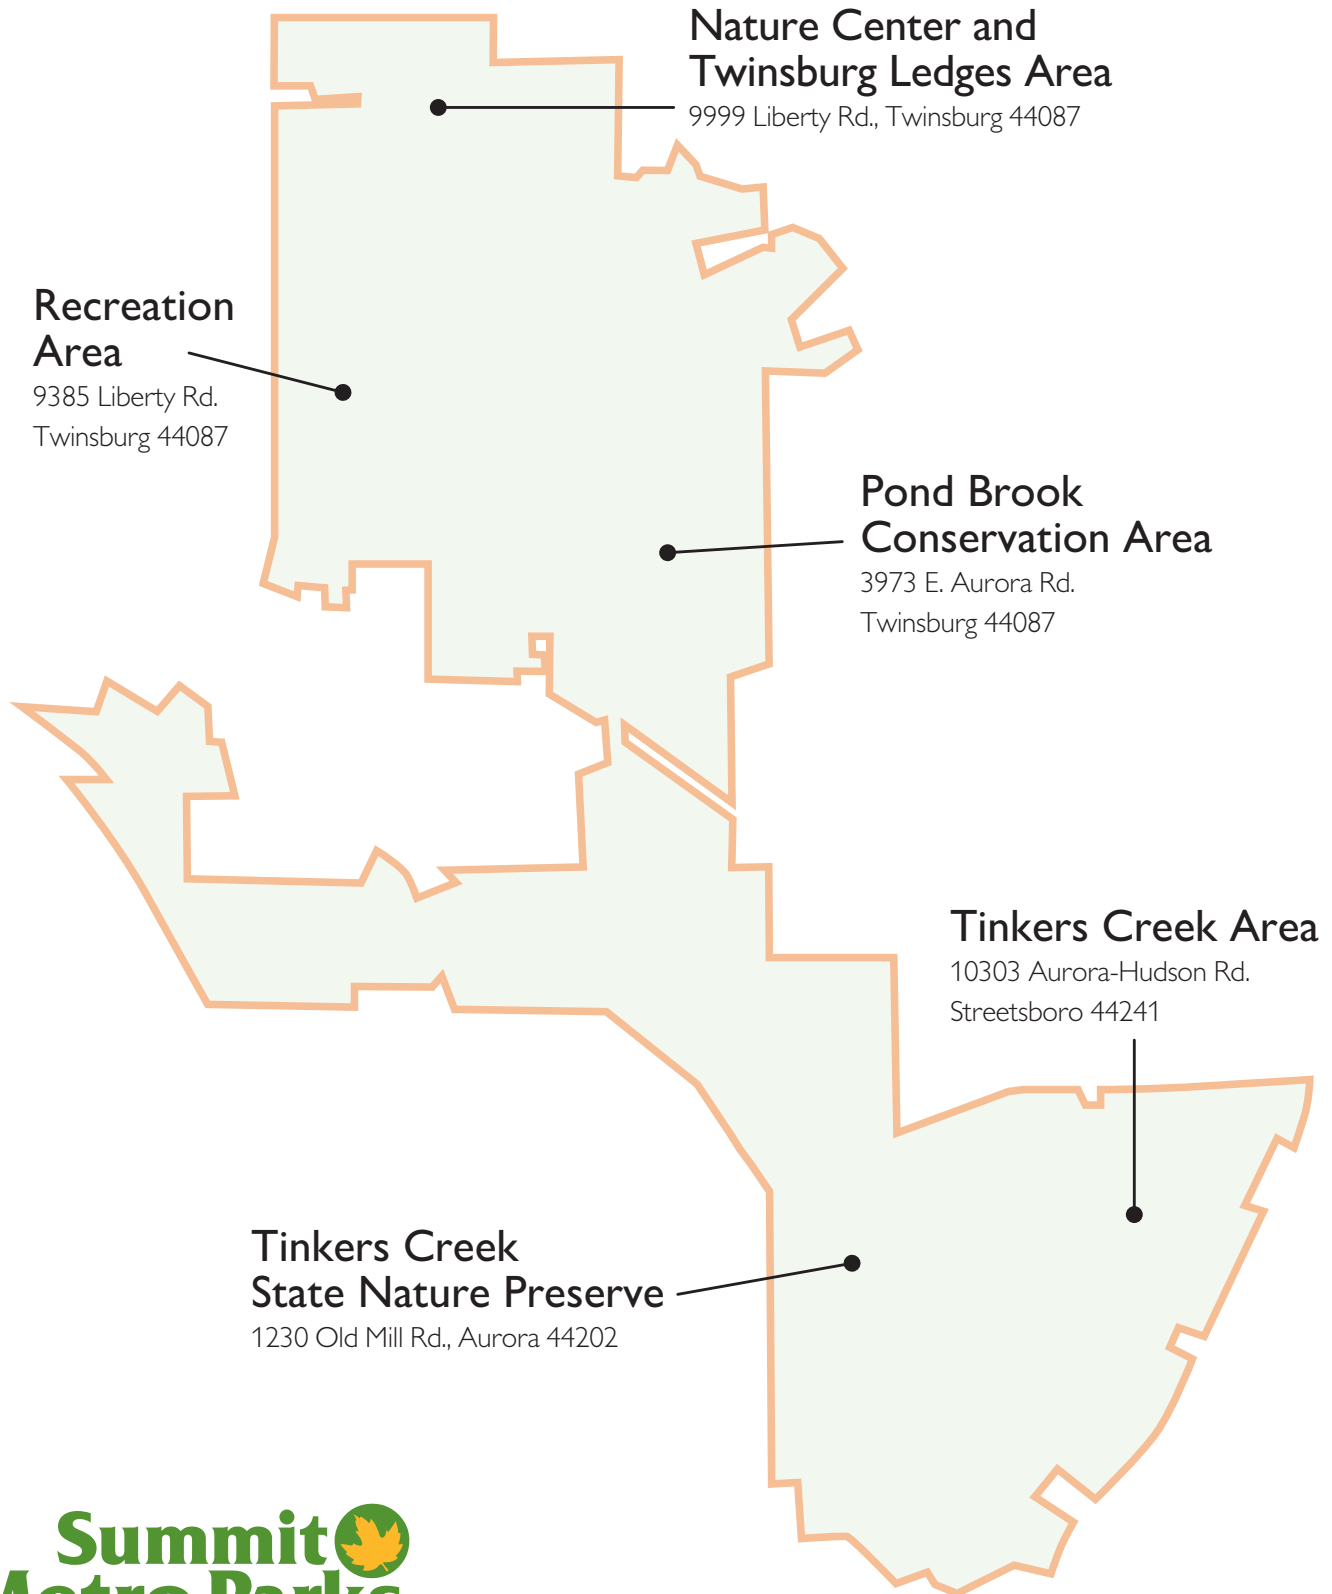 Nature Center and
Twinsburg Ledges Area
9999 Liberty Rd., Twinsburg 44087
Recreation
Area
9385 Liberty Rd.
Twinsburg 44087
Pond Brook
Conservation Area
3973 E. Aurora Rd.
Twinsburg 44087
Tinkers Creek Area
10303 Aurora-Hudson Rd.
Streetsboro 44241
Tinkers Creek
State Nature Preserve
1230 Old Mill Rd., Aurora 44202
Summit
Metro Parks